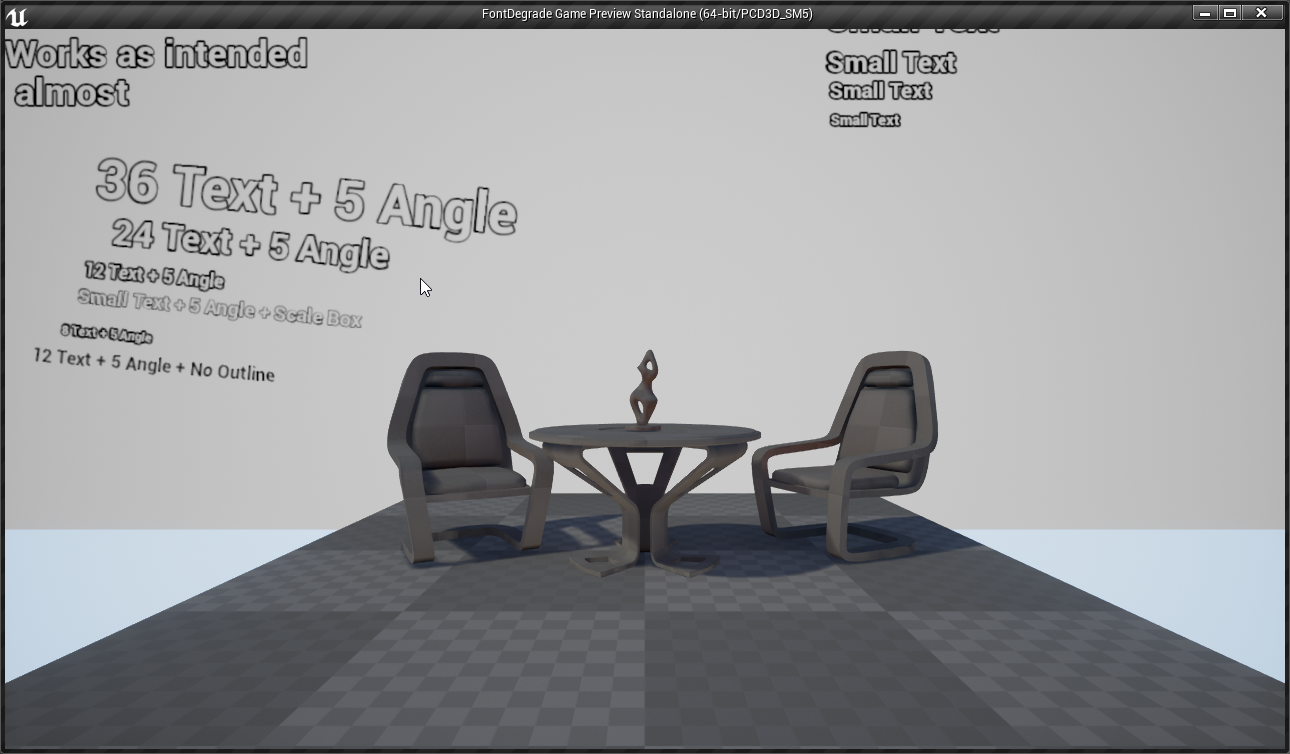 FontDegrade Game Preview Standalone (64-bit/PCD3D_SM5)
Works as intended
almost
Small Text
Small Text
Small Text
Small Text
36 Text + 5 Angle
24 Text + 5 Angle
12 Text + 5 Angle
Small Text + 5 Angle + Scale Box
8 Text + 5 Angle
12 Text + 5 Angle + No Outline